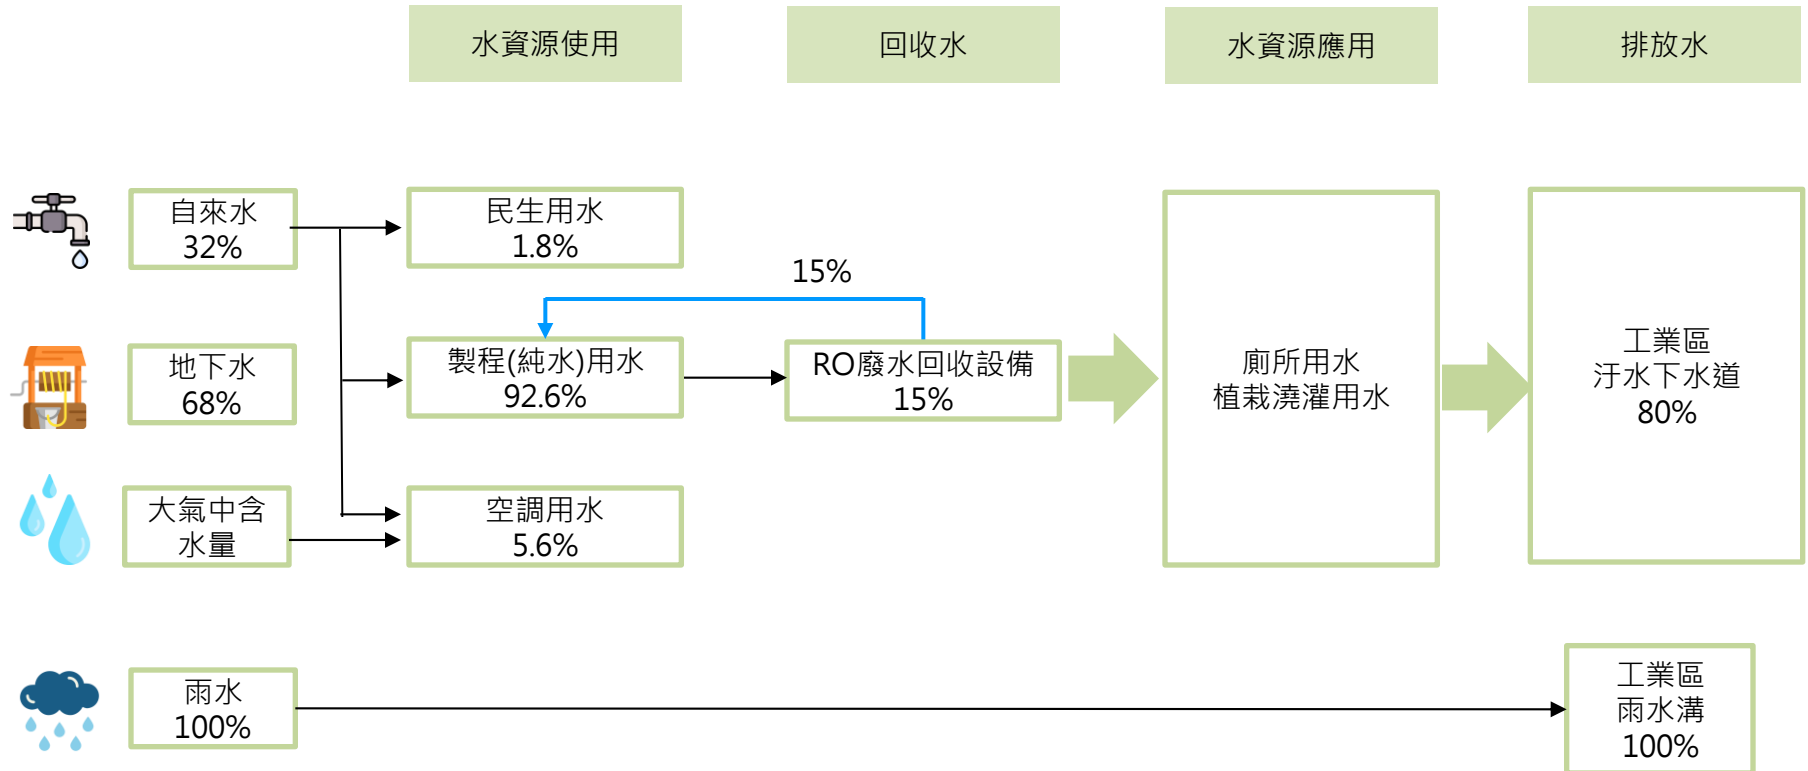 水資源使用
回收水
水資源應用
排放水
自來水
32%
民生用水
1.8%
15%
地下水
68%
製程(純水)用水
92.6%
RO廢水回收設備
15%
廁所用水
植栽澆灌用水
工業區
汙水下水道
80%
大氣中含
水量
空調用水
5.6%
雨水
100%
工業區
雨水溝
100%